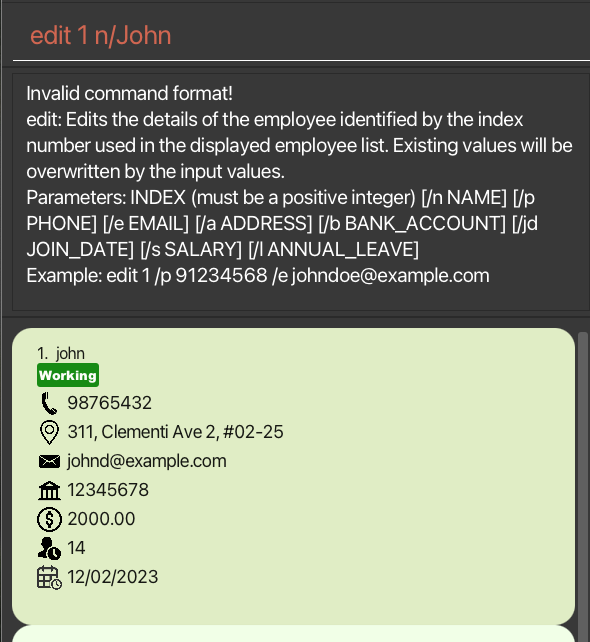 edit 1 n/John
Invalid command format!
edit: Edits the details of the employee identified by the index
number used in the displayed employee list. Existing values will be
overwritten by the input values.
Parameters: INDEX (must be a positive integer) [/n NAME] [/p
PHONE] [/e EMAIL] [/a ADDRESS] [/b BANK_ACCOUNT] [/jd
JOIN_DATE] [/s SALARY] [/l ANNUAL_LEAVE]
Example: edit 1 /p 91234568 /e johndoe@example.com
1. john
Working
98765432
311, Clementi Ave 2, #02-25
johnd@example.com
12345678
2000.00
14
12/02/2023